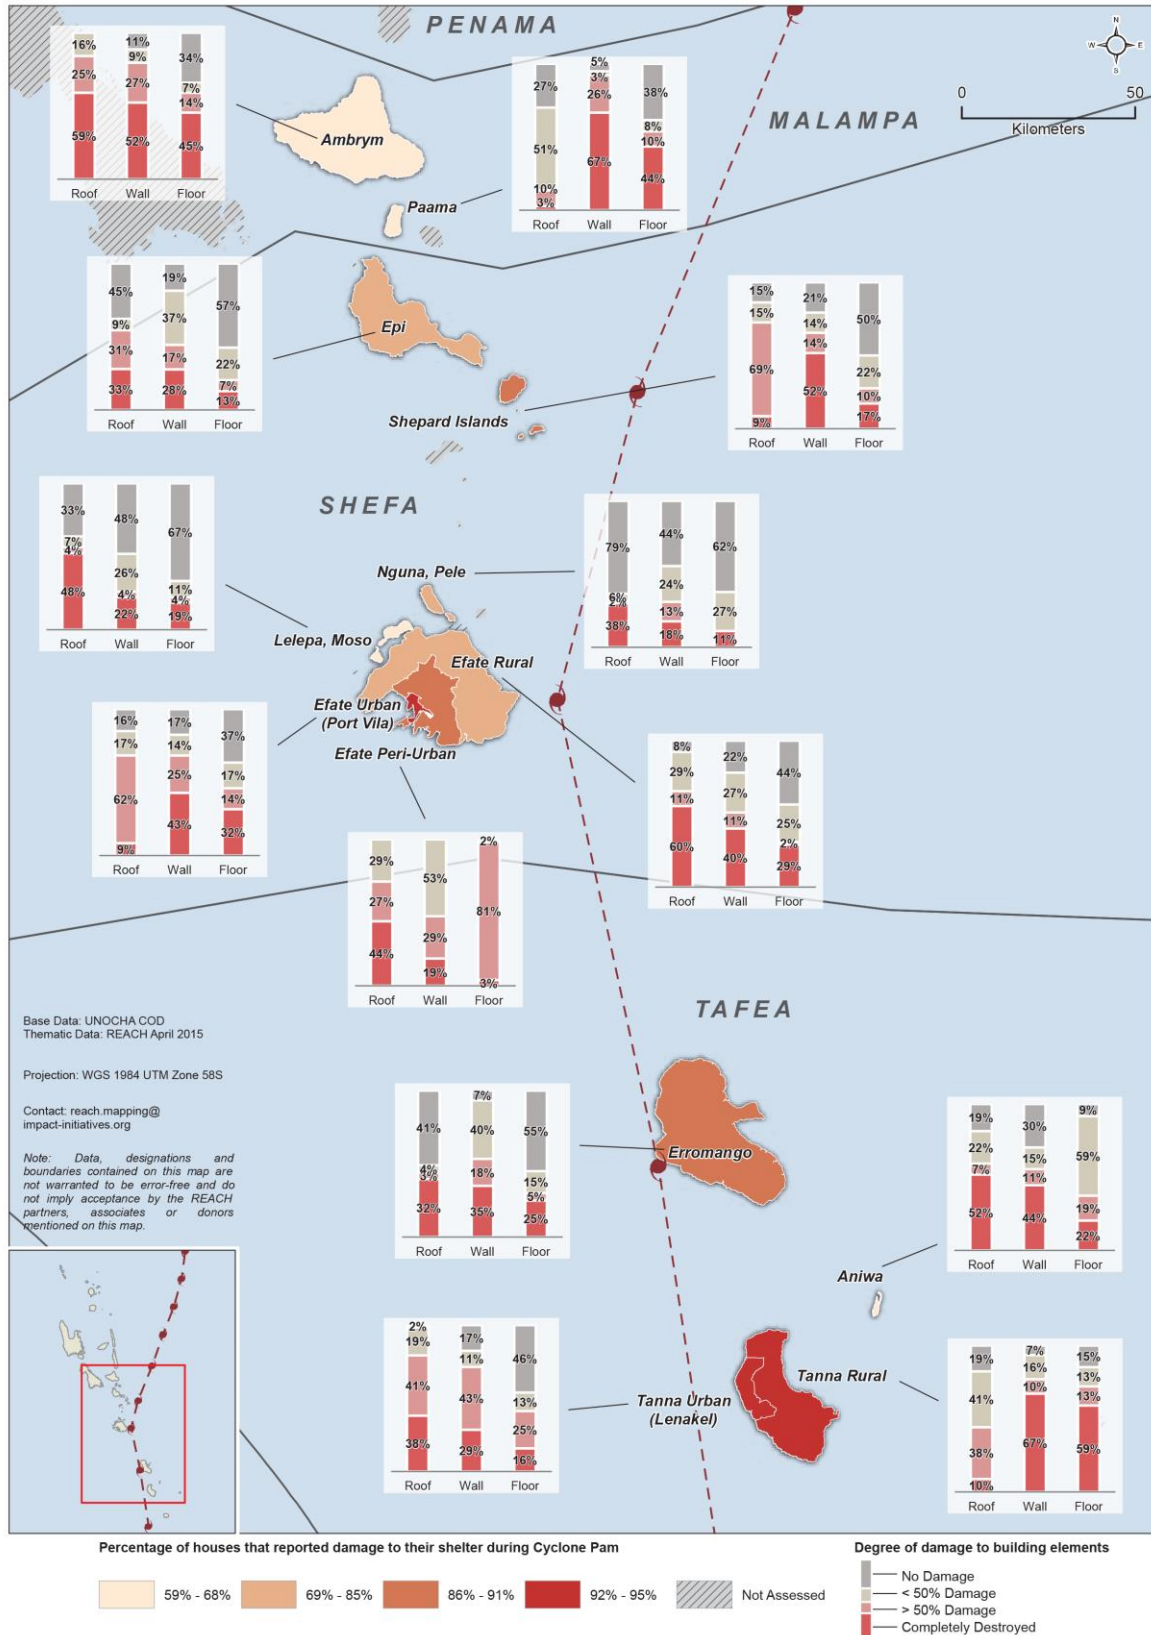 PENAMA
N
W E
S
0 50
Kilometers
MALAMPA
16% 11% 34%
25% 9% 7%
59% 27% 14%
52% 45%
Roof Wall Floor
Ambrym
27% 5% 38%
51% 3% 8%
10% 26% 10%
3% 67% 44%
Roof Wall Floor
Paama
45% 19% 57%
9% 37% 22%
31% 17% 7%
33% 28% 13%
Roof Wall Floor
Epi
15% 21% 50%
15% 14% 22%
69% 14% 10%
9% 52% 17%
Roof Wall Floor
Shepard Islands
SHEFA
33% 48% 67%
7% 26% 11%
4% 4% 4%
48% 22% 19%
Roof Wall Floor
Lelepa, Moso
79% 44% 62%
6% 24% 27%
2% 13% 11%
38% 18%
Roof Wall Floor
Nguna, Pele
Efate Rural
Efate Urban
(Port Vila)
Efate Peri-Urban
16% 17% 37%
17% 14% 17%
62% 25% 14%
9% 43% 32%
Roof Wall Floor
8% 22% 44%
29% 27% 25%
11% 11% 2%
60% 40% 29%
Roof Wall Floor
29% 53% 2%
27% 29% 81%
44% 19% 3%
Roof Wall Floor
TAFEA
Base Data: UNOCHA COD
Thematic Data: REACH April 2015
Projection: WGS 1984 UTM Zone 58S
Contact: reach.mapping@
impact-initiatives.org
Note: Data, designations and
boundaries contained on this map are
not warranted to be error-free and do
not imply acceptance by the REACH
partners, associates or donors
mentioned on this map.
41% 7% 55%
4% 40% 15%
3% 18% 5%
32% 35% 25%
Roof Wall Floor
Erromango
19% 30% 9%
22% 15% 59%
7% 11% 19%
52% 44% 22%
Roof Wall Floor
Aniwa
2% 17% 46%
19% 11% 13%
41% 43% 25%
38% 29% 16%
Roof Wall Floor
Tanna Urban
(Lenakel)
Tanna Rural
19% 7% 15%
41% 16% 13%
38% 10% 13%
10% 67% 59%
Roof Wall Floor
Percentage of houses that reported damage to their shelter during Cyclone Pam
59% - 68% 69% - 85% 86% - 91% 92% - 95% Not Assessed
Degree of damage to building elements
No Damage
< 50% Damage
> 50% Damage
Completely Destroyed